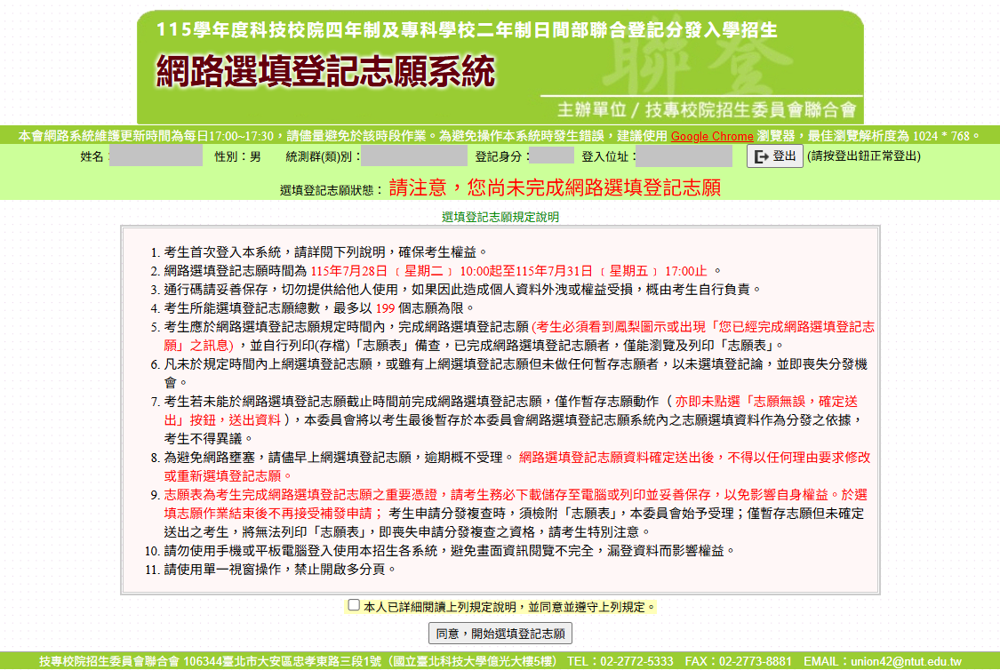 115學年度科技校院四年制及專科學校二年制日間部聯合登記分發入學招生
聯登
網路選填登記志願系統
主辦單位 / 技專校院招生委員會聯合會
本會網路系統維護更新時間為每日17:00~17:30，請儘量避免於該時段作業。為避免操作本系統時發生錯誤，建議使用 Google Chrome 瀏覽器，最佳瀏覽解析度為 1024 * 768。
姓名： 性別：男 統測群(類)別： 登記身分： 登入位址： 登出 (請按登出鈕正常登出)
選填登記志願狀態： 請注意，您尚未完成網路選填登記志願
選填登記志願規定說明
1. 考生首次登入本系統，請詳閱下列說明，確保考生權益。
2. 網路選填登記志願時間為 115年7月28日﹝星期二﹞10:00起至115年7月31日﹝星期五﹞17:00止 。
3. 通行碼請妥善保存，切勿提供給他人使用，如果因此造成個人資料外洩或權益受損，概由考生自行負責。
4. 考生所能選填登記志願總數，最多以 199 個志願為限。
5. 考生應於網路選填登記志願規定時間內，完成網路選填登記志願 (考生必須看到鳳梨圖示或出現「您已經完成網路選填登記志
願」之訊息) ，並自行列印(存檔)「志願表」備查，已完成網路選填登記志願者，僅能瀏覽及列印「志願表」。
6. 凡未於規定時間內上網選填登記志願，或雖有上網選填登記志願但未做任何暫存志願者，以未選填登記論，並即喪失分發機
會。
7. 考生若未能於網路選填登記志願截止時間前完成網路選填登記志願，僅作暫存志願動作（ 亦即未點選「志願無誤，確定送
出」按鈕，送出資料 ），本委員會將以考生最後暫存於本委員會網路選填登記志願系統內之志願選填資料作為分發之依據，
考生不得異議。
8. 為避免網路壅塞，請儘早上網選填登記志願，逾期概不受理。 網路選填登記志願資料確定送出後，不得以任何理由要求修改
或重新選填登記志願。
9. 志願表為考生完成網路選填登記志願之重要憑證，請考生務必下載儲存至電腦或列印並妥善保存，以免影響自身權益。於選
填志願作業結束後不再接受補發申請； 考生申請分發複查時，須檢附「志願表」，本委員會始予受理；僅暫存志願但未確定
送出之考生，將無法列印「志願表」，即喪失申請分發複查之資格，請考生特別注意。
10. 請勿使用手機或平板電腦登入使用本招生各系統，避免畫面資訊閱覽不完全，漏登資料而影響權益。
11. 請使用單一視窗操作，禁止開啟多分頁。
本人已詳細閱讀上列規定說明，並同意並遵守上列規定。
同意，開始選填登記志願
技專校院招生委員會聯合會 106344臺北市大安區忠孝東路三段1號（國立臺北科技大學億光大樓5樓） TEL：02-2772-5333 FAX：02-2773-8881 EMAIL：union42@ntut.edu.tw